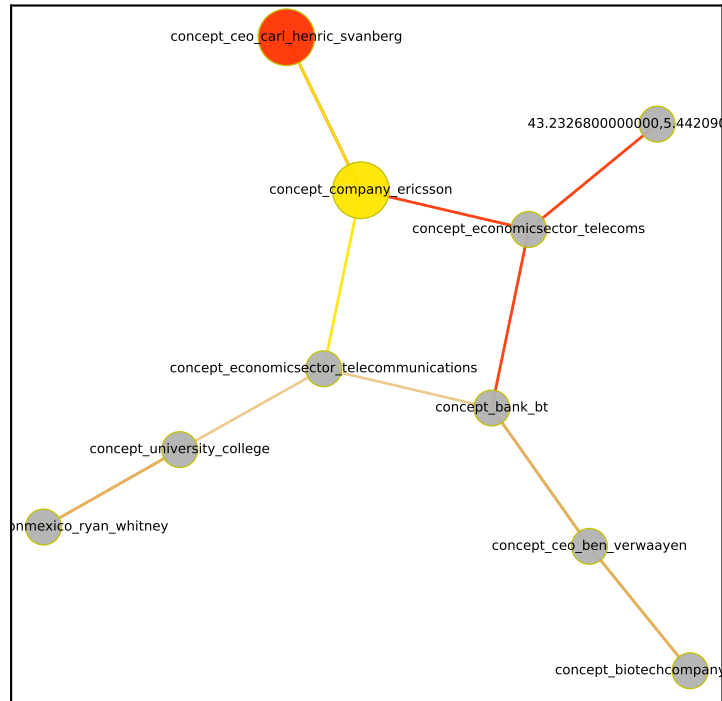 concept_ceo_carl_henric_svanberg
43.2326800000000,5.442090
concept_company_ericsson
concept_economicsector_telecoms
concept_economicsector_telecommunications
concept_bank_bt
concept_university_college
onmexico_ryan_whitney
concept_ceo_ben_verwaayen
concept_biotechcompany